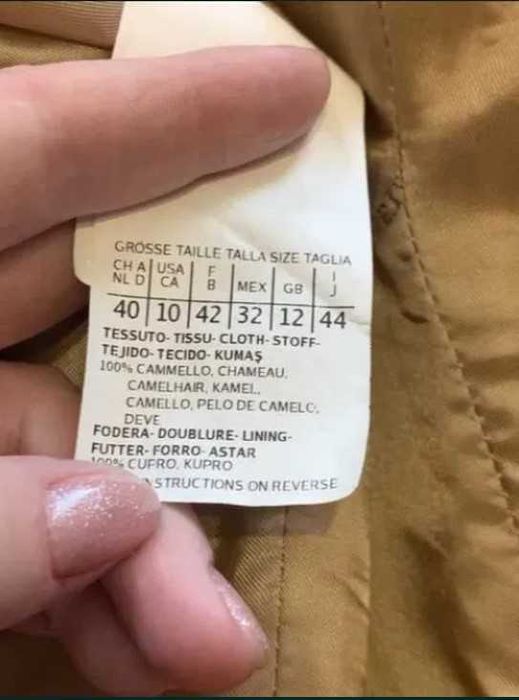 GRÖSSE TAILLE TALLA SIZE TAGLIA
CH A USA F I
NL D CA B MEX GB J
40 10 42 32 12 44
TESSUTO- TISSU- CLOTH- STOFF-
TEJIDO- TECIDO- KUMAŞ
100% CAMMELLO, CHAMEAU,
CAMELHAIR, KAMEL,
CAMELLO, PELO DE CAMELO,
DEVE
FODERA- DOUBLURE- LINING-
FUTTER- FORRO- ASTAR
100% CUPRO, KUPRO
STRUCTIONS ON REVERSE